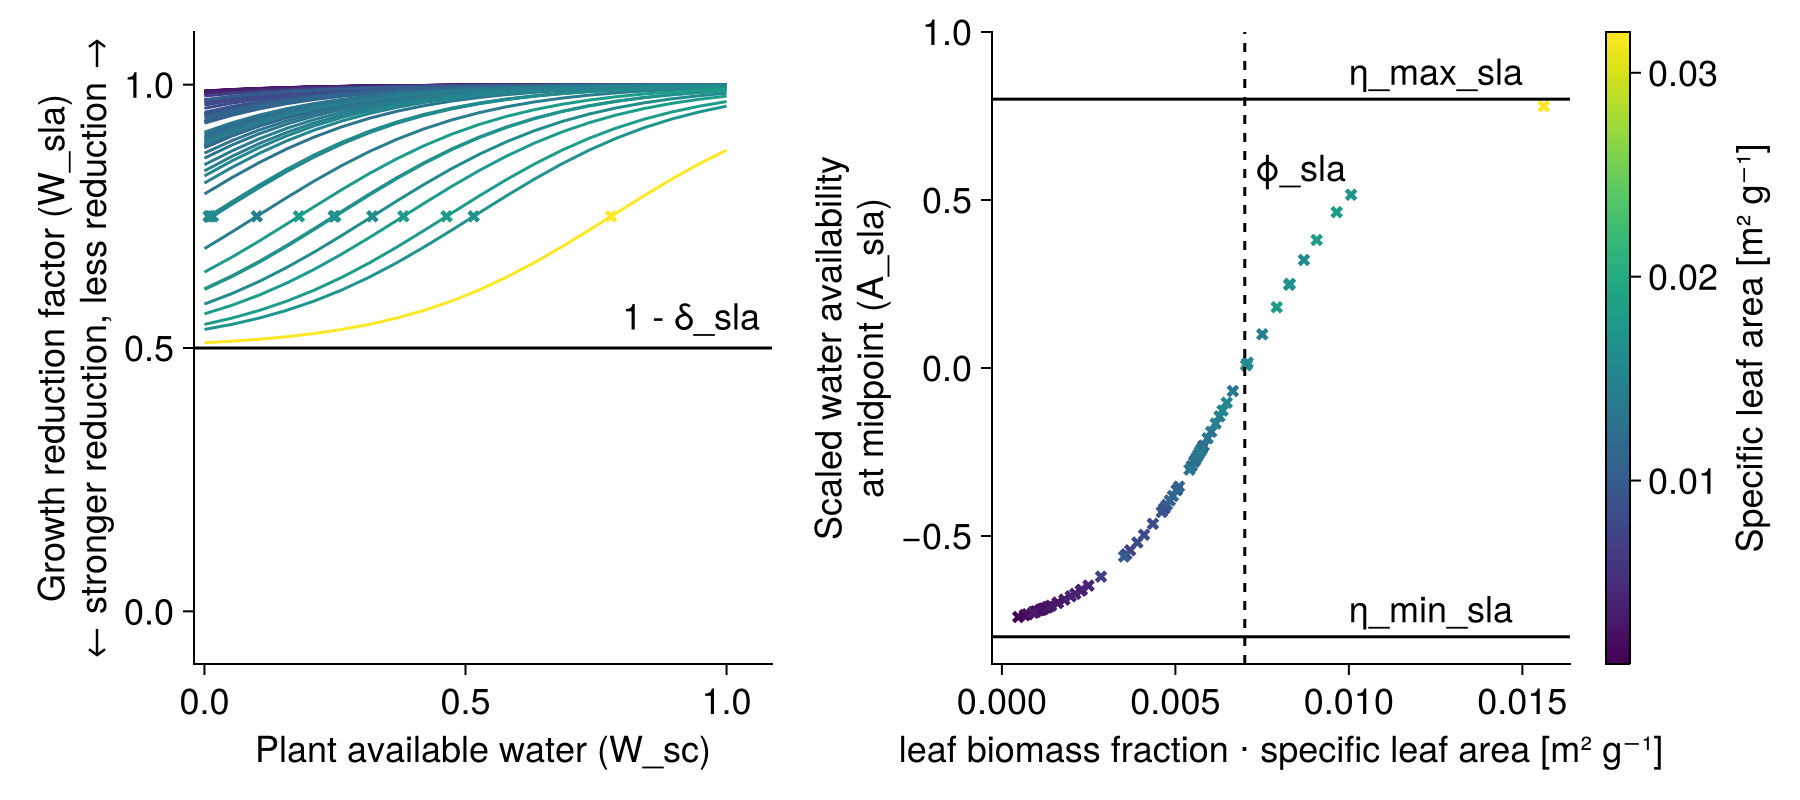 Growth reduction factor (W_sla)
← stronger reduction, less reduction →
1.0
0.5
0.0
1 - δ_sla
0.0
0.5
1.0
Plant available water (W_sc)
Scaled water availability
at midpoint (A_sla)
1.0
0.5
0.0
−0.5
η_max_sla
ϕ_sla
η_min_sla
0.000
0.005
0.010
0.015
leaf biomass fraction · specific leaf area [m² g⁻¹]
0.03
0.02
0.01
Specific leaf area [m² g⁻¹]